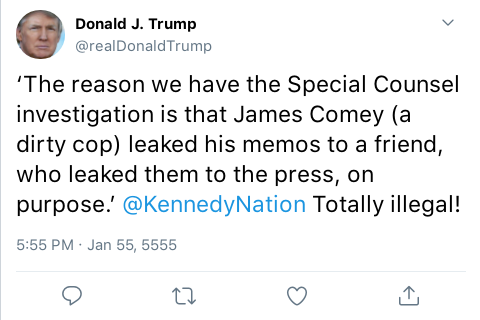 Donald J. Trump
@realDonaldTrump
‘The reason we have the Special Counsel
investigation is that James Comey (a
dirty cop) leaked his memos to a friend,
who leaked them to the press, on
purpose.’ @KennedyNation Totally illegal!
5:55 PM · Jan 55, 5555